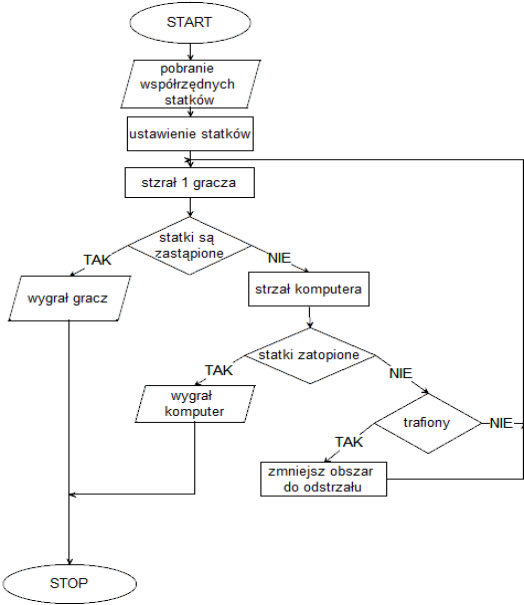 START
pobranie
współrzędnych
statków
ustawienie statków
stzrał 1 gracza
statki są
zastąpione
TAK
NIE
wygrał gracz
strzał komputera
statki zatopione
TAK
NIE
wygrał
komputer
trafiony
NIE
TAK
zmniejsz obszar
do odstrzału
STOP